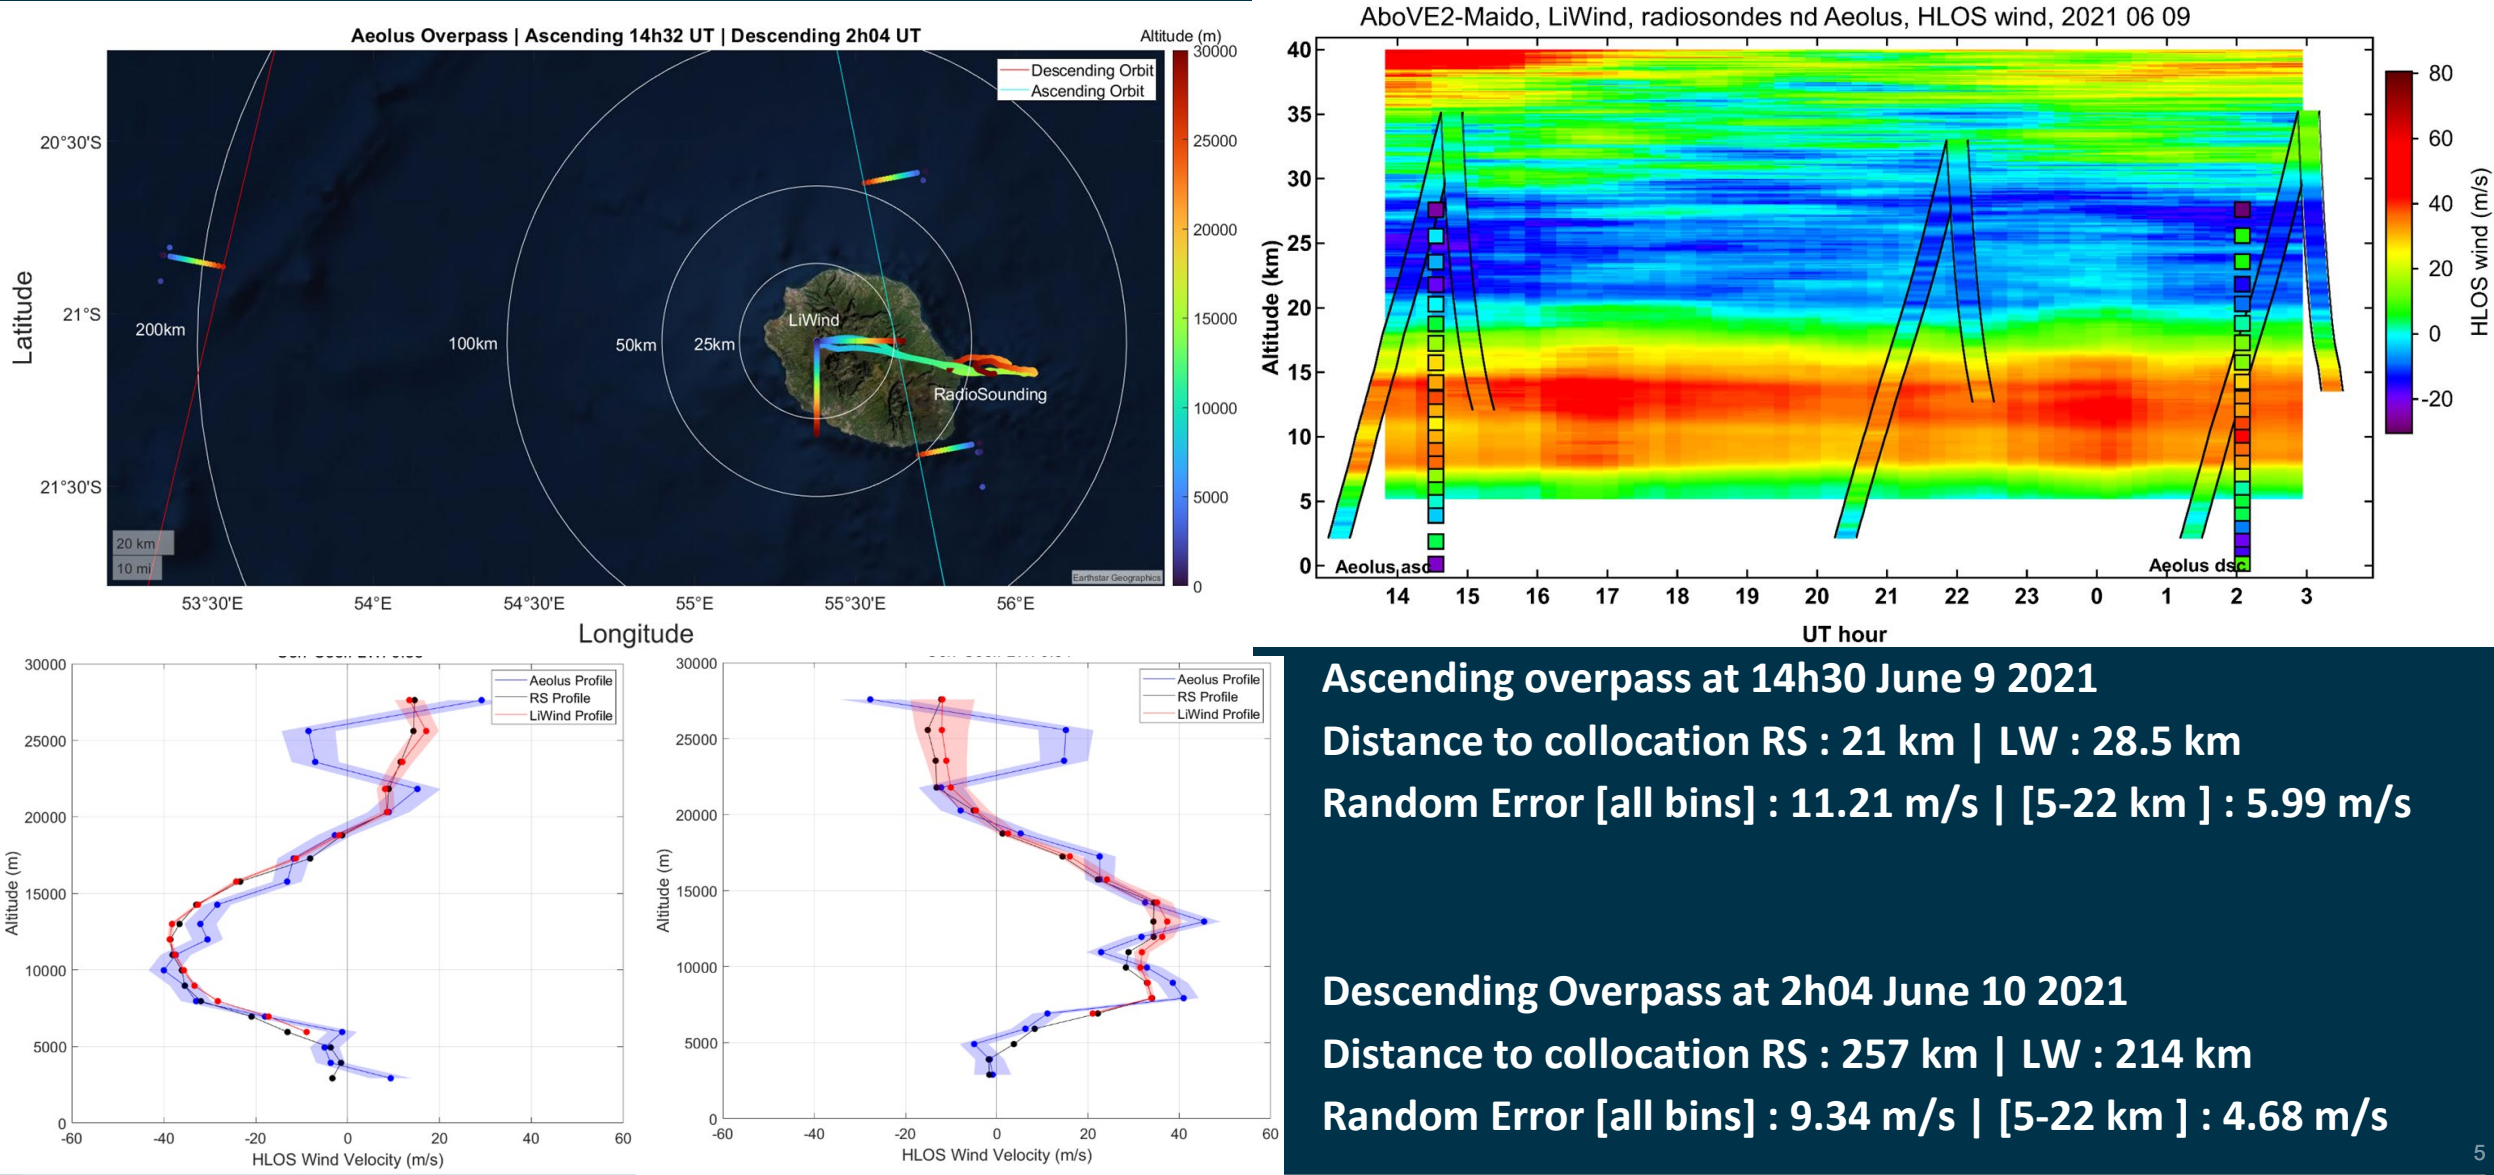 Aeolus Overpass | Ascending 14h32 UT | Descending 2h04 UT
Altitude (m)
30000
25000
20000
15000
10000
5000
0
Descending Orbit
Ascending Orbit
Latitude
20°30'S
21°S
21°30'S
200km
100km
50km
25km
LiWind
RadioSounding
20 km
10 mi
Earthstar Geographics
53°30'E
54°E
54°30'E
55°E
55°30'E
56°E
Longitude
AboVE2-Maido, LiWind, radiosondes nd Aeolus, HLOS wind, 2021 06 09
Altitude (km)
40
35
30
25
20
15
10
5
0
Aeolus asc
Aeolus dsc
14 15 16 17 18 19 20 21 22 23 0 1 2 3
UT hour
80
60
40
20
0
-20
HLOS wind (m/s)
Altitude (m)
30000
25000
20000
15000
10000
5000
0
Aeolus Profile
RS Profile
LiWind Profile
-60 -40 -20 0 20 40 60
HLOS Wind Velocity (m/s)
Altitude (m)
30000
25000
20000
15000
10000
5000
0
Aeolus Profile
RS Profile
LiWind Profile
-60 -40 -20 0 20 40 60
HLOS Wind Velocity (m/s)
Ascending overpass at 14h30 June 9 2021
Distance to collocation RS : 21 km | LW : 28.5 km
Random Error [all bins] : 11.21 m/s | [5-22 km ] : 5.99 m/s
Descending Overpass at 2h04 June 10 2021
Distance to collocation RS : 257 km | LW : 214 km
Random Error [all bins] : 9.34 m/s | [5-22 km ] : 4.68 m/s
5